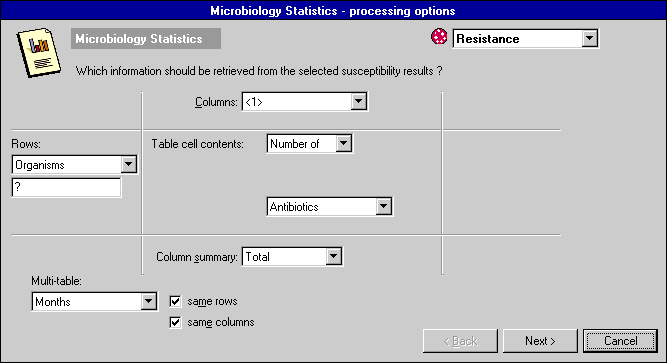 Microbiology Statistics - processing options
Microbiology Statistics
Resistance
Which information should be retrieved from the selected susceptibility results ?
Columns: <1>
Rows:
Table cell contents: Number of
Organisms
?
Antibiotics
Column summary: Total
Multi-table:
Months
same rows
same columns
< Back
Next >
Cancel